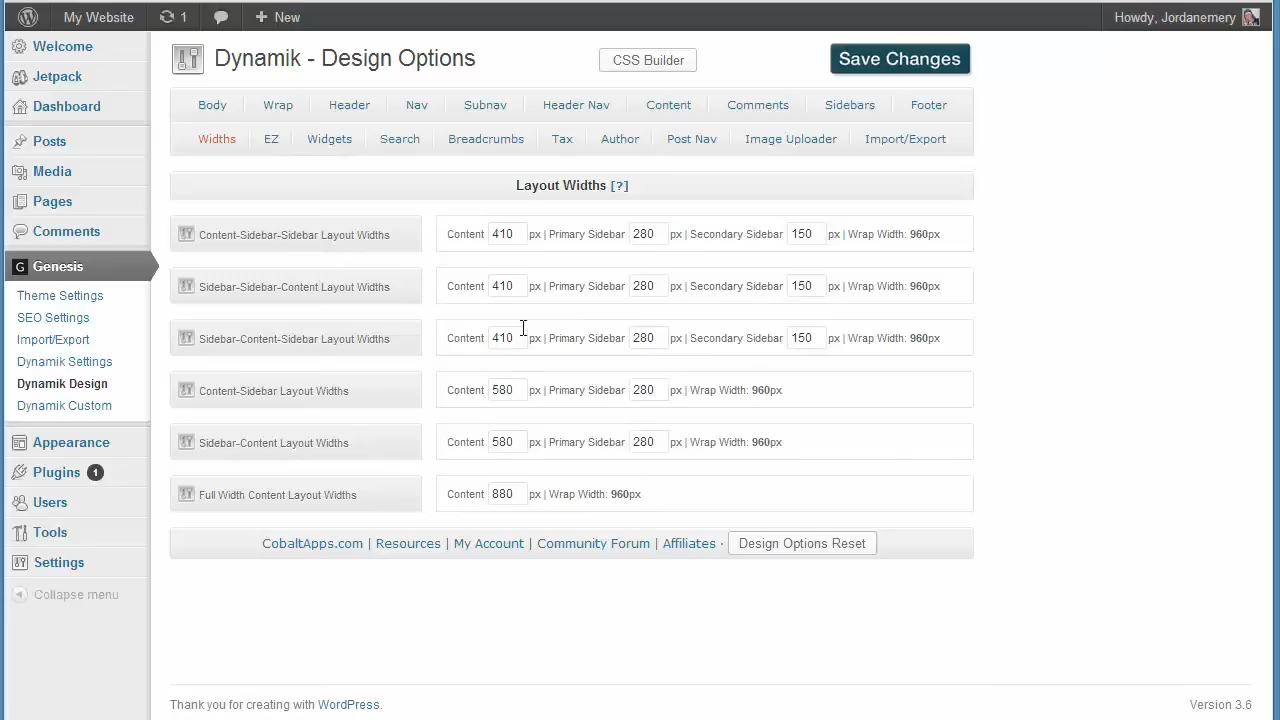 My Website 1 New Howdy, Jordanemery
Welcome
Jetpack
Dashboard
Posts
Media
Pages
Comments
G Genesis
Theme Settings
SEO Settings
Import/Export
Dynamik Settings
Dynamik Design
Dynamik Custom
Appearance
Plugins 1
Users
Tools
Settings
Collapse menu
Dynamik - Design Options CSS Builder Save Changes
Body Wrap Header Nav Subnav Header Nav Content Comments Sidebars Footer
Widths EZ Widgets Search Breadcrumbs Tax Author Post Nav Image Uploader Import/Export
Layout Widths [?]
Content-Sidebar-Sidebar Layout Widths Content 410 px | Primary Sidebar 280 px | Secondary Sidebar 150 px | Wrap Width: 960px
Sidebar-Sidebar-Content Layout Widths Content 410 px | Primary Sidebar 280 px | Secondary Sidebar 150 px | Wrap Width: 960px
Sidebar-Content-Sidebar Layout Widths Content 410 px | Primary Sidebar 280 px | Secondary Sidebar 150 px | Wrap Width: 960px
Content-Sidebar Layout Widths Content 580 px | Primary Sidebar 280 px | Wrap Width: 960px
Sidebar-Content Layout Widths Content 580 px | Primary Sidebar 280 px | Wrap Width: 960px
Full Width Content Layout Widths Content 880 px | Wrap Width: 960px
CobaltApps.com | Resources | My Account | Community Forum | Affiliates · Design Options Reset
Thank you for creating with WordPress. Version 3.6